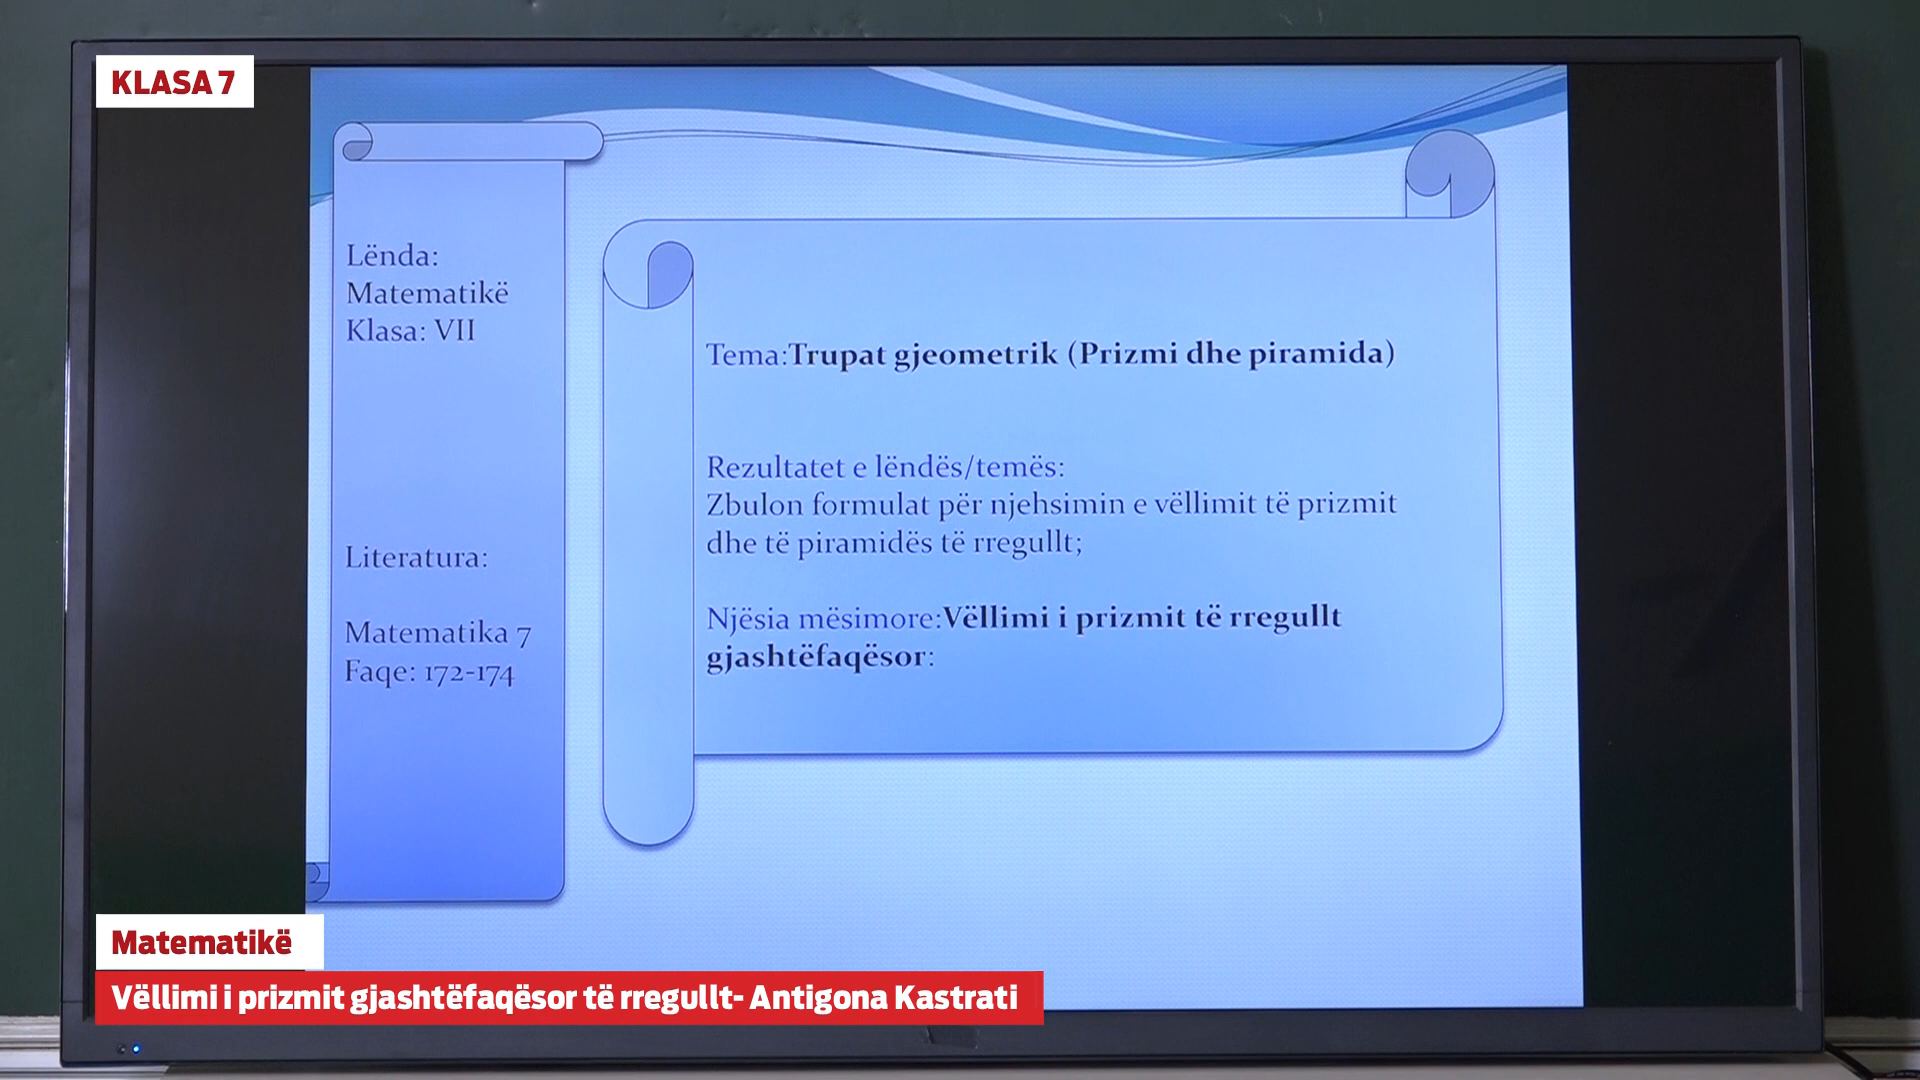 KLASA 7
Lënda:
Matematikë
Klasa: VII
Literatura:
Matematika 7
Faqe: 172-174
Tema:Trupat gjeometrik (Prizmi dhe piramida)
Rezultatet e lëndës/temës:
Zbulon formulat për njehsimin e vëllimit të prizmit
dhe të piramidës të rregullt;
Njësia mësimore:Vëllimi i prizmit të rregullt
gjashtëfaqësor:
Matematikë
Vëllimi i prizmit gjashtëfaqësor të rregullt- Antigona Kastrati